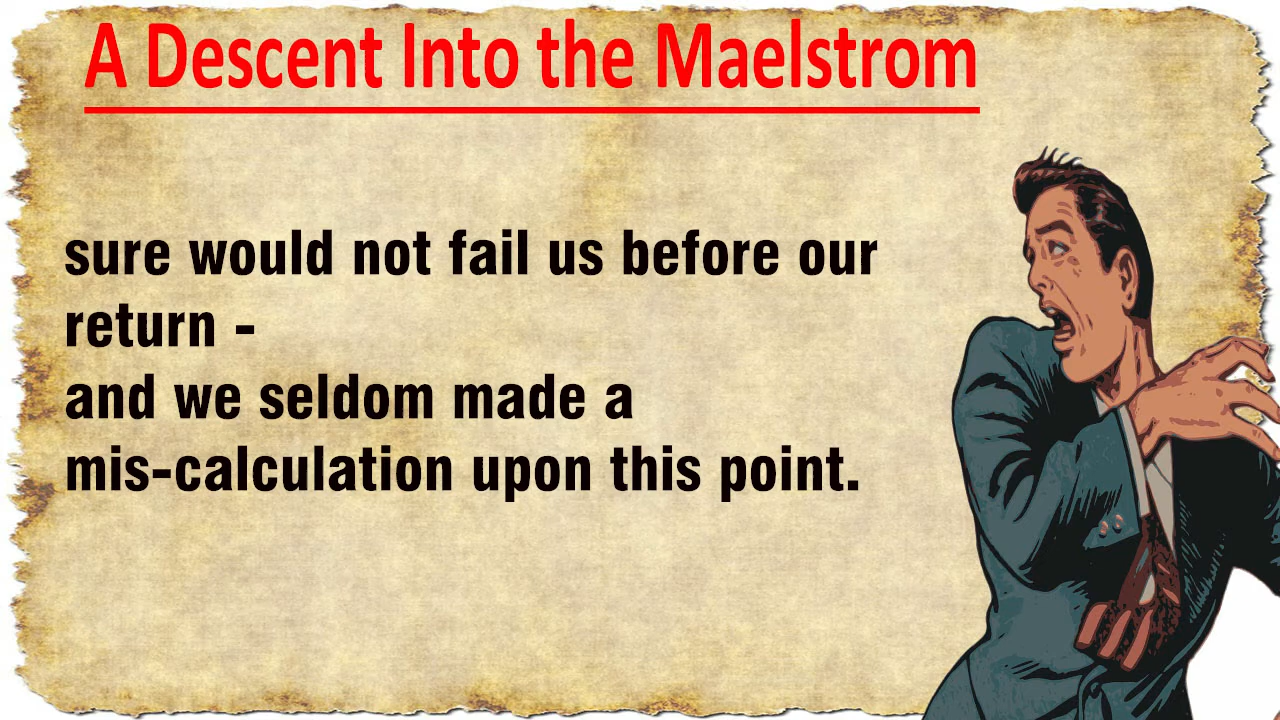 A Descent Into the Maelstrom
sure would not fail us before our
return -
and we seldom made a
mis-calculation upon this point.